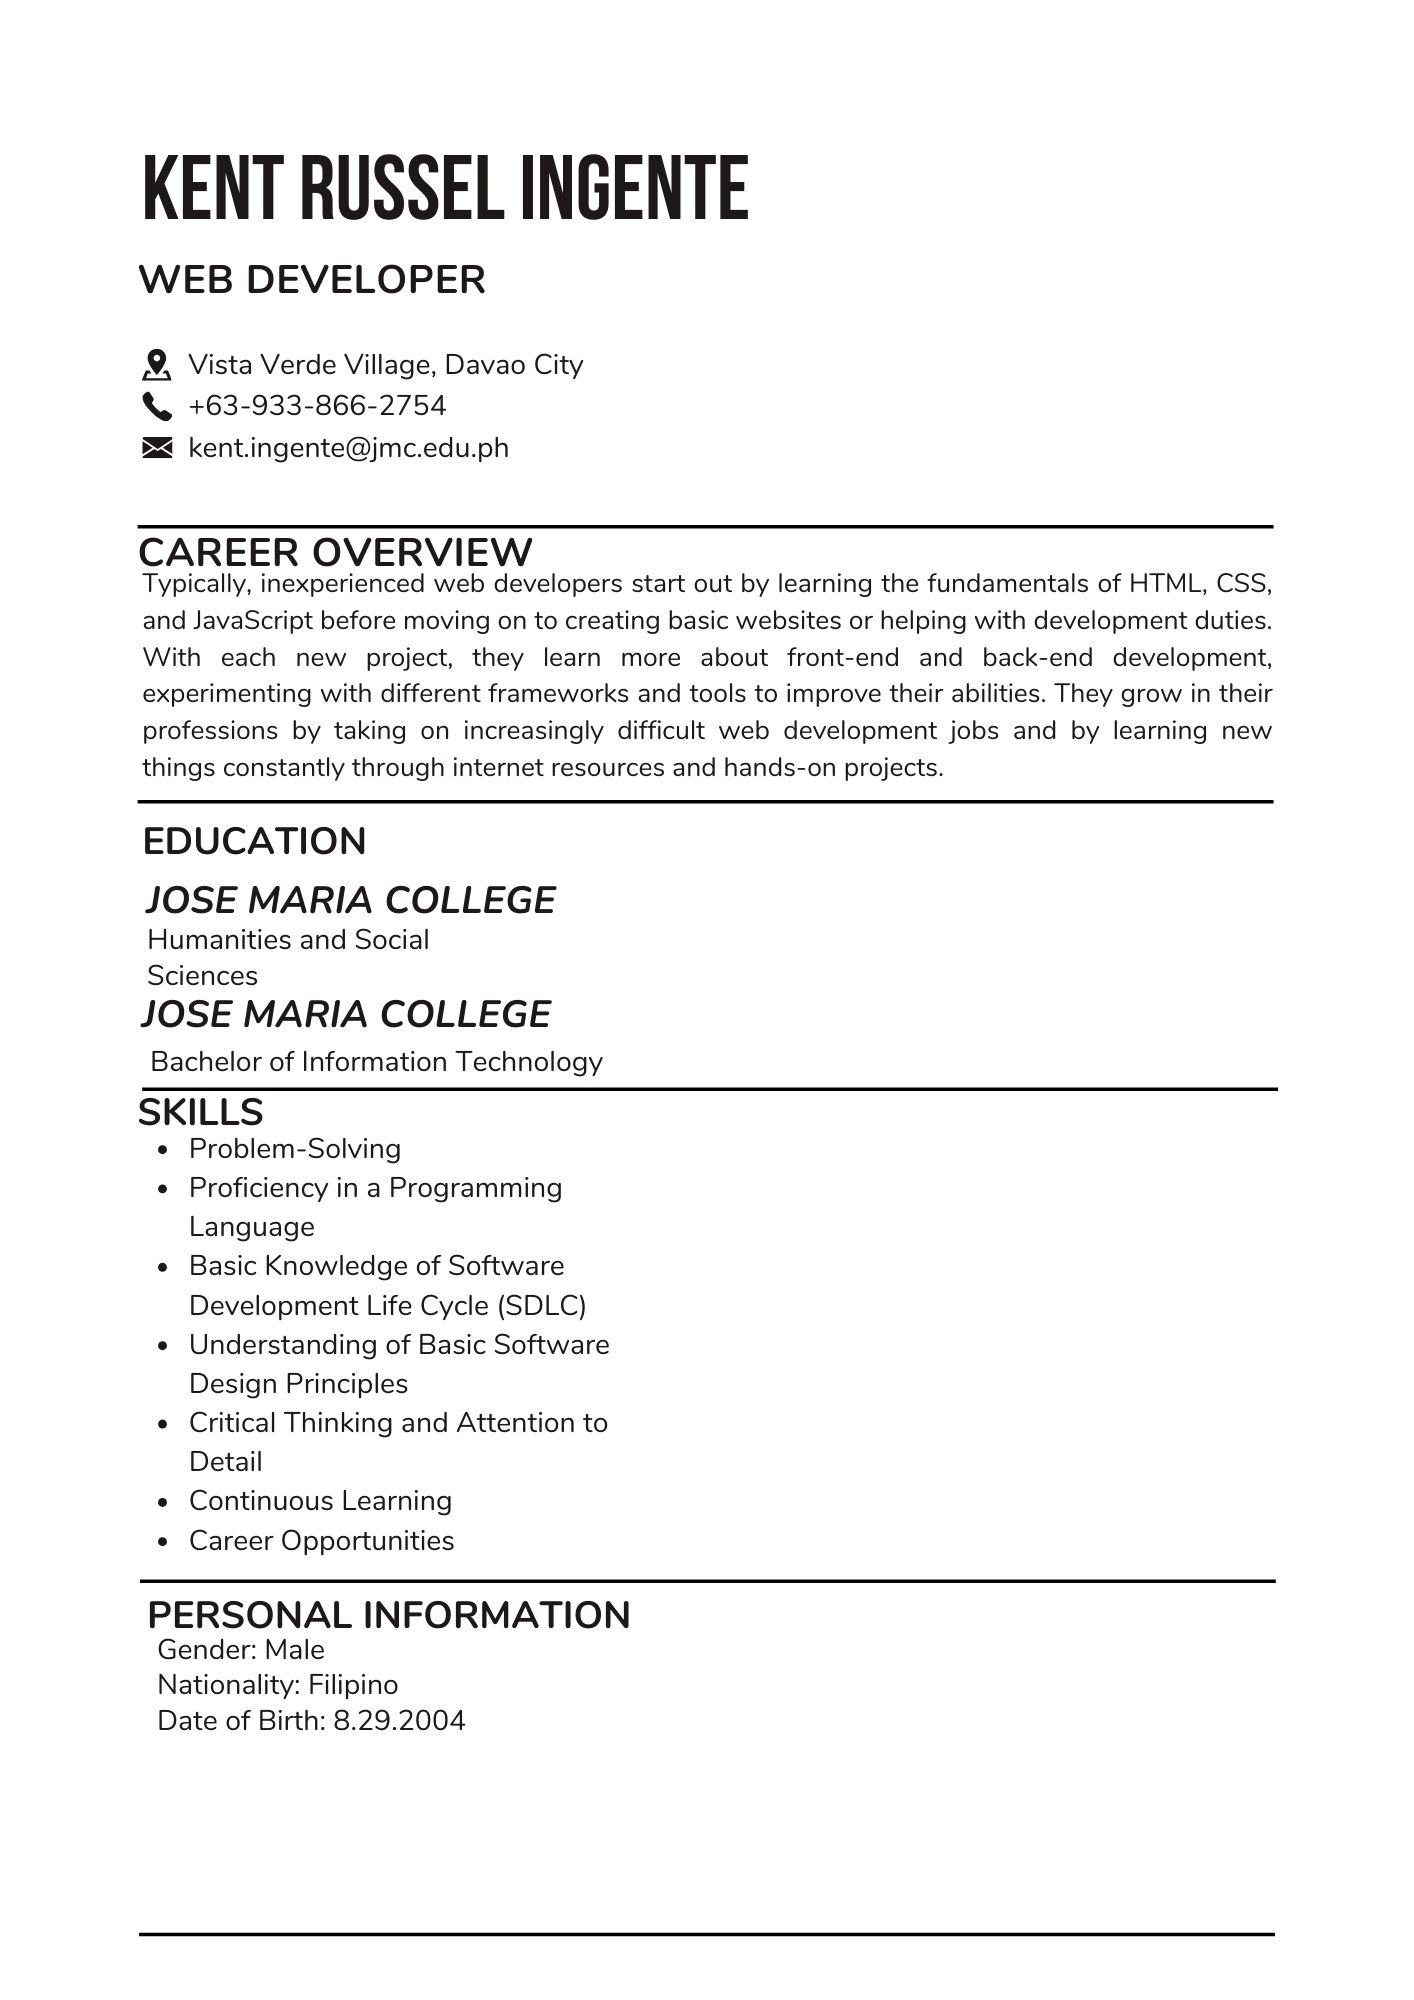 KENT RUSSEL INGENTE
WEB DEVELOPER
Vista Verde Village, Davao City
+63-933-866-2754
kent.ingente@jmc.edu.ph
CAREER OVERVIEW
Typically, inexperienced web developers start out by learning the fundamentals of HTML, CSS,
and JavaScript before moving on to creating basic websites or helping with development duties.
With each new project, they learn more about front-end and back-end development,
experimenting with different frameworks and tools to improve their abilities. They grow in their
professions by taking on increasingly difficult web development jobs and by learning new
things constantly through internet resources and hands-on projects.
EDUCATION
JOSE MARIA COLLEGE
Humanities and Social
Sciences
JOSE MARIA COLLEGE
Bachelor of Information Technology
SKILLS
• Problem-Solving
• Proficiency in a Programming
Language
• Basic Knowledge of Software
Development Life Cycle (SDLC)
• Understanding of Basic Software
Design Principles
• Critical Thinking and Attention to
Detail
• Continuous Learning
• Career Opportunities
PERSONAL INFORMATION
Gender: Male
Nationality: Filipino
Date of Birth: 8.29.2004